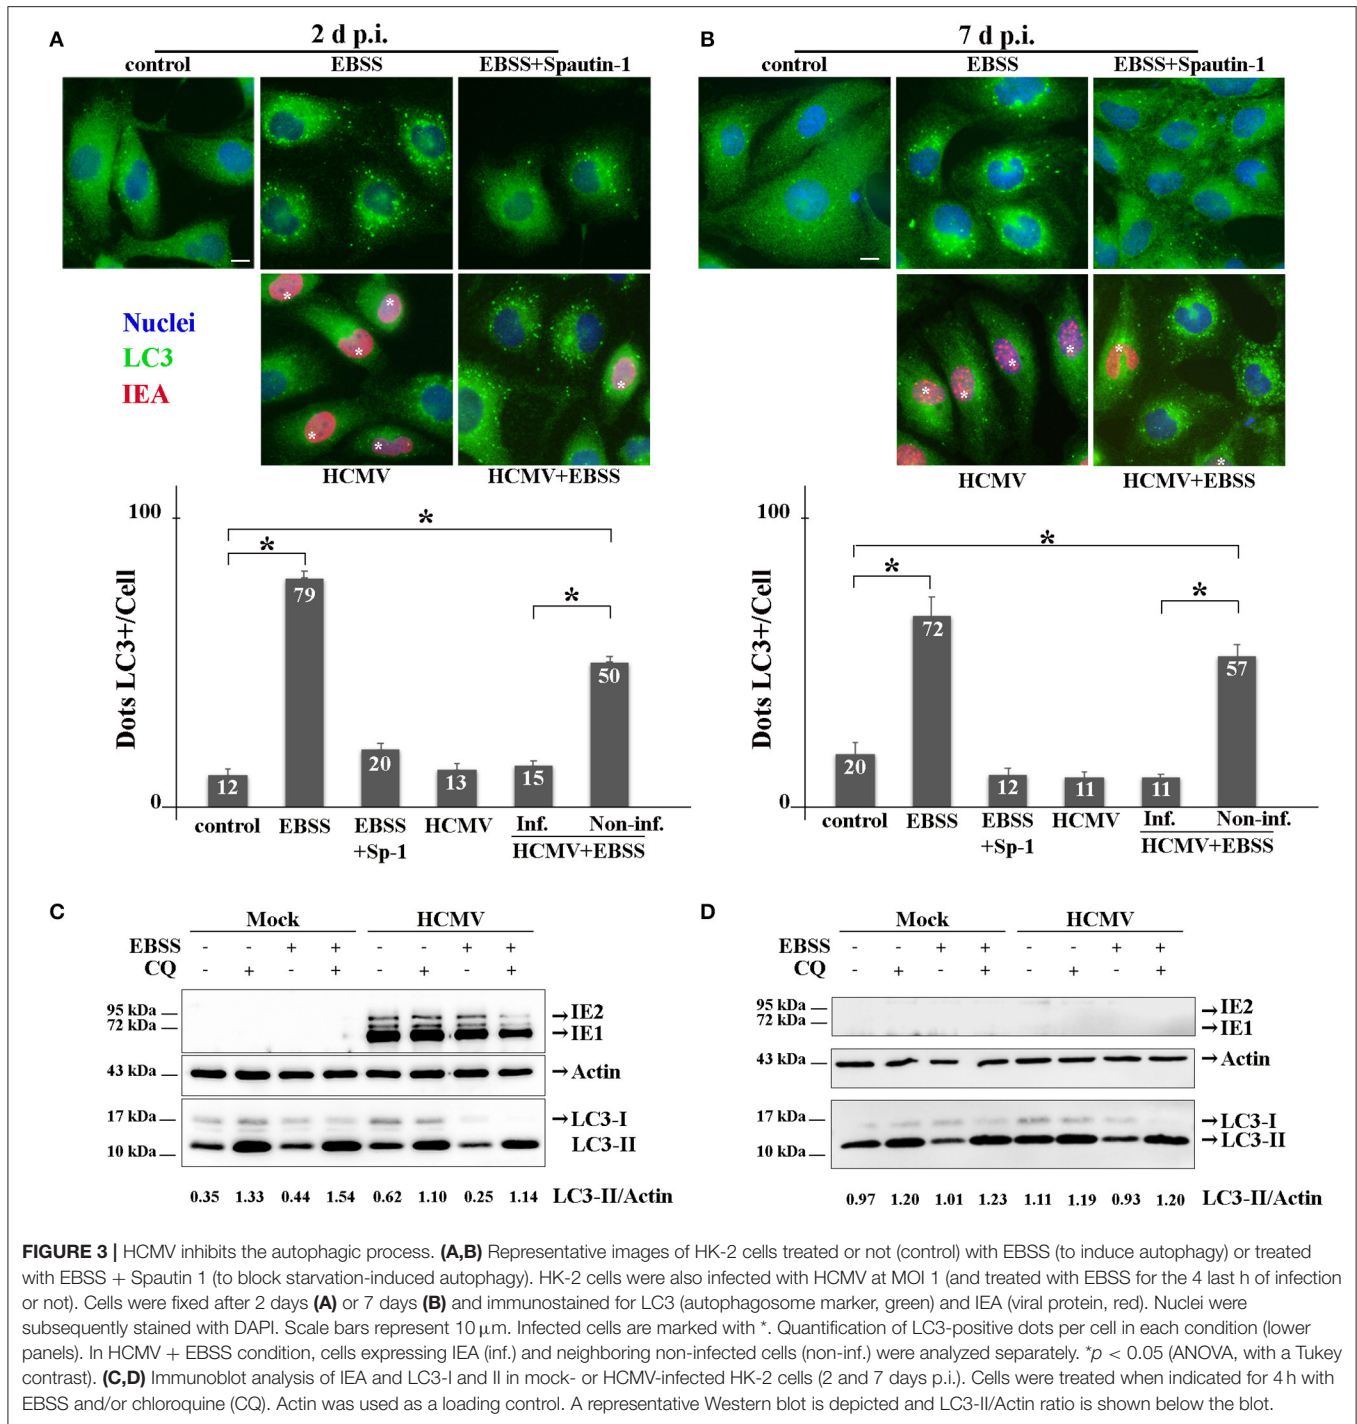 A
2 d p.i.
control EBSS EBSS+Spautin-1
Nuclei
LC3
IEA
* * * * * *
HCMV HCMV+EBSS
100
*
*
*
Dots LC3+/Cell
79
50
12 20 13 15
0
control EBSS EBSS +Sp-1 HCMV Inf. Non-inf.
HCMV+EBSS
B
7 d p.i.
control EBSS EBSS+Spautin-1
* * * * * *
HCMV HCMV+EBSS
100
*
*
*
Dots LC3+/Cell
72
57
20 12 11 11
0
control EBSS EBSS +Sp-1 HCMV Inf. Non-inf.
HCMV+EBSS
C
Mock HCMV
EBSS - - + + - - + +
CQ - + - + - + - +
95 kDa →IE2
72 kDa →IE1
43 kDa →Actin
17 kDa →LC3-I
LC3-II
10 kDa
0.35 1.33 0.44 1.54 0.62 1.10 0.25 1.14 LC3-II/Actin
D
Mock HCMV
EBSS - - + + - - + +
CQ - + - + - + - +
95 kDa →IE2
72 kDa →IE1
43 kDa →Actin
17 kDa →LC3-I
→LC3-II
10 kDa
0.97 1.20 1.01 1.23 1.11 1.19 0.93 1.20 LC3-II/Actin
FIGURE 3 | HCMV inhibits the autophagic process. (A,B) Representative images of HK-2 cells treated or not (control) with EBSS (to induce autophagy) or treated
with EBSS + Spautin 1 (to block starvation-induced autophagy). HK-2 cells were also infected with HCMV at MOI 1 (and treated with EBSS for the 4 last h of infection
or not). Cells were fixed after 2 days (A) or 7 days (B) and immunostained for LC3 (autophagosome marker, green) and IEA (viral protein, red). Nuclei were
subsequently stained with DAPI. Scale bars represent 10 μm. Infected cells are marked with *. Quantification of LC3-positive dots per cell in each condition (lower
panels). In HCMV + EBSS condition, cells expressing IEA (inf.) and neighboring non-infected cells (non-inf.) were analyzed separately. *p < 0.05 (ANOVA, with a Tukey
contrast). (C,D) Immunoblot analysis of IEA and LC3-I and II in mock- or HCMV-infected HK-2 cells (2 and 7 days p.i.). Cells were treated when indicated for 4 h with
EBSS and/or chloroquine (CQ). Actin was used as a loading control. A representative Western blot is depicted and LC3-II/Actin ratio is shown below the blot.